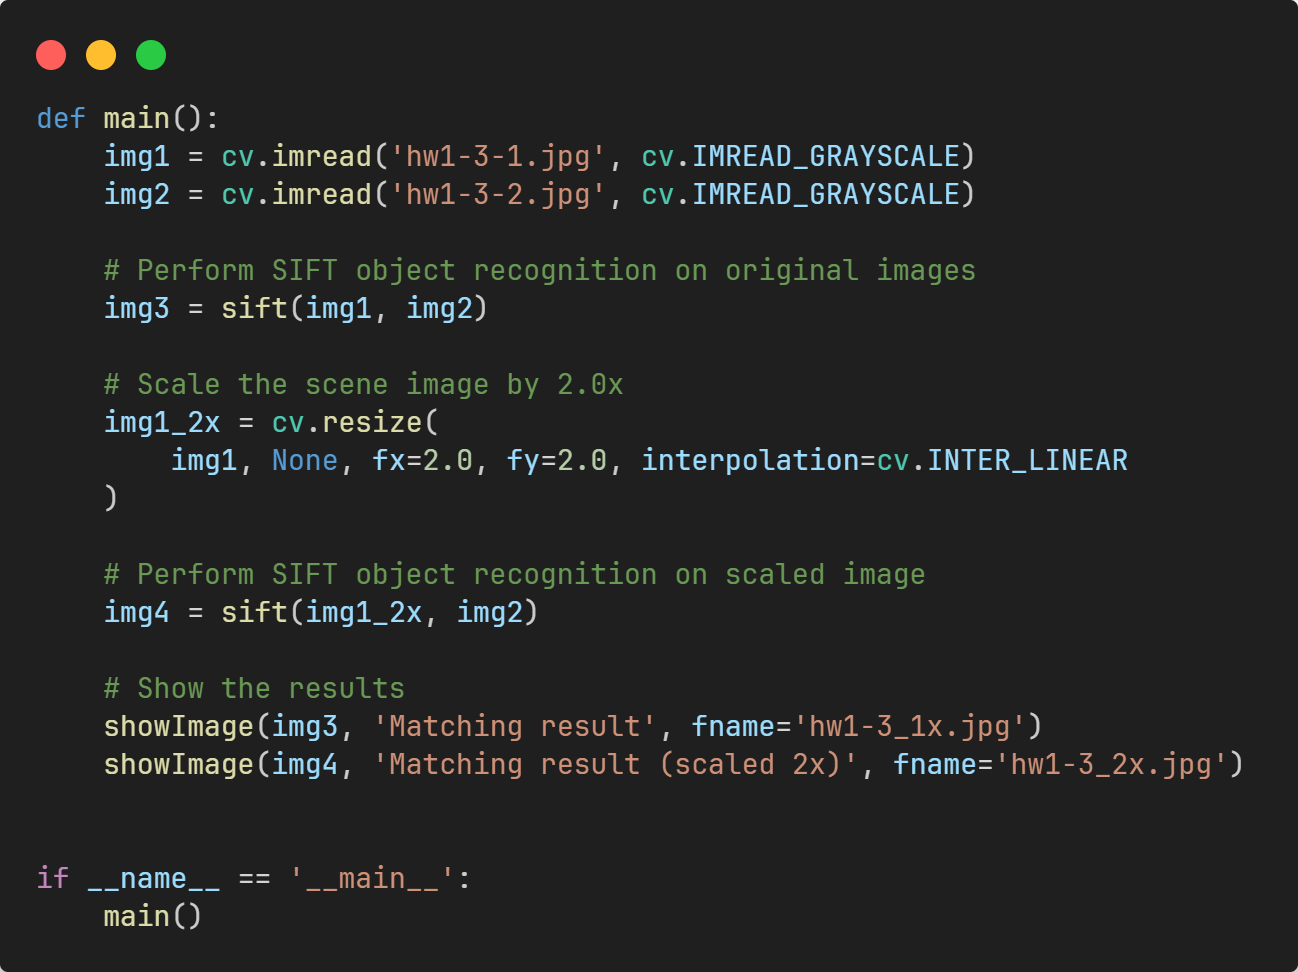 def main():
    img1 = cv.imread('hw1-3-1.jpg', cv.IMREAD_GRAYSCALE)
    img2 = cv.imread('hw1-3-2.jpg', cv.IMREAD_GRAYSCALE)

    # Perform SIFT object recognition on original images
    img3 = sift(img1, img2)

    # Scale the scene image by 2.0x
    img1_2x = cv.resize(
        img1, None, fx=2.0, fy=2.0, interpolation=cv.INTER_LINEAR
    )

    # Perform SIFT object recognition on scaled image
    img4 = sift(img1_2x, img2)

    # Show the results
    showImage(img3, 'Matching result', fname='hw1-3_1x.jpg')
    showImage(img4, 'Matching result (scaled 2x)', fname='hw1-3_2x.jpg')


if __name__ == '__main__':
    main()